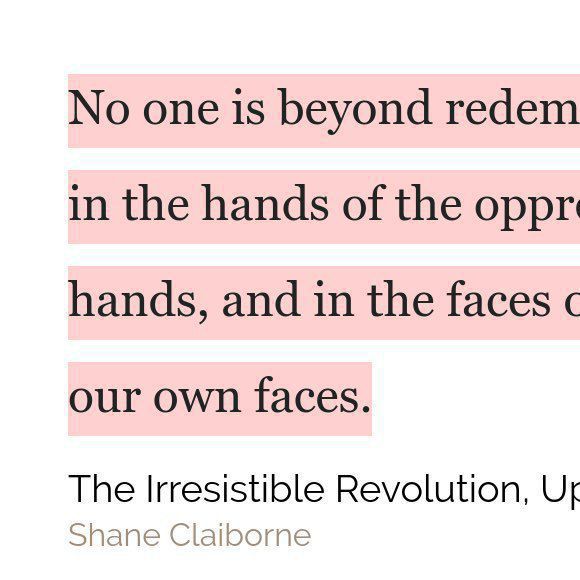 No one is beyond redem
in the hands of the oppre
hands, and in the faces o
our own faces.
The Irresistible Revolution, Up
Shane Claiborne